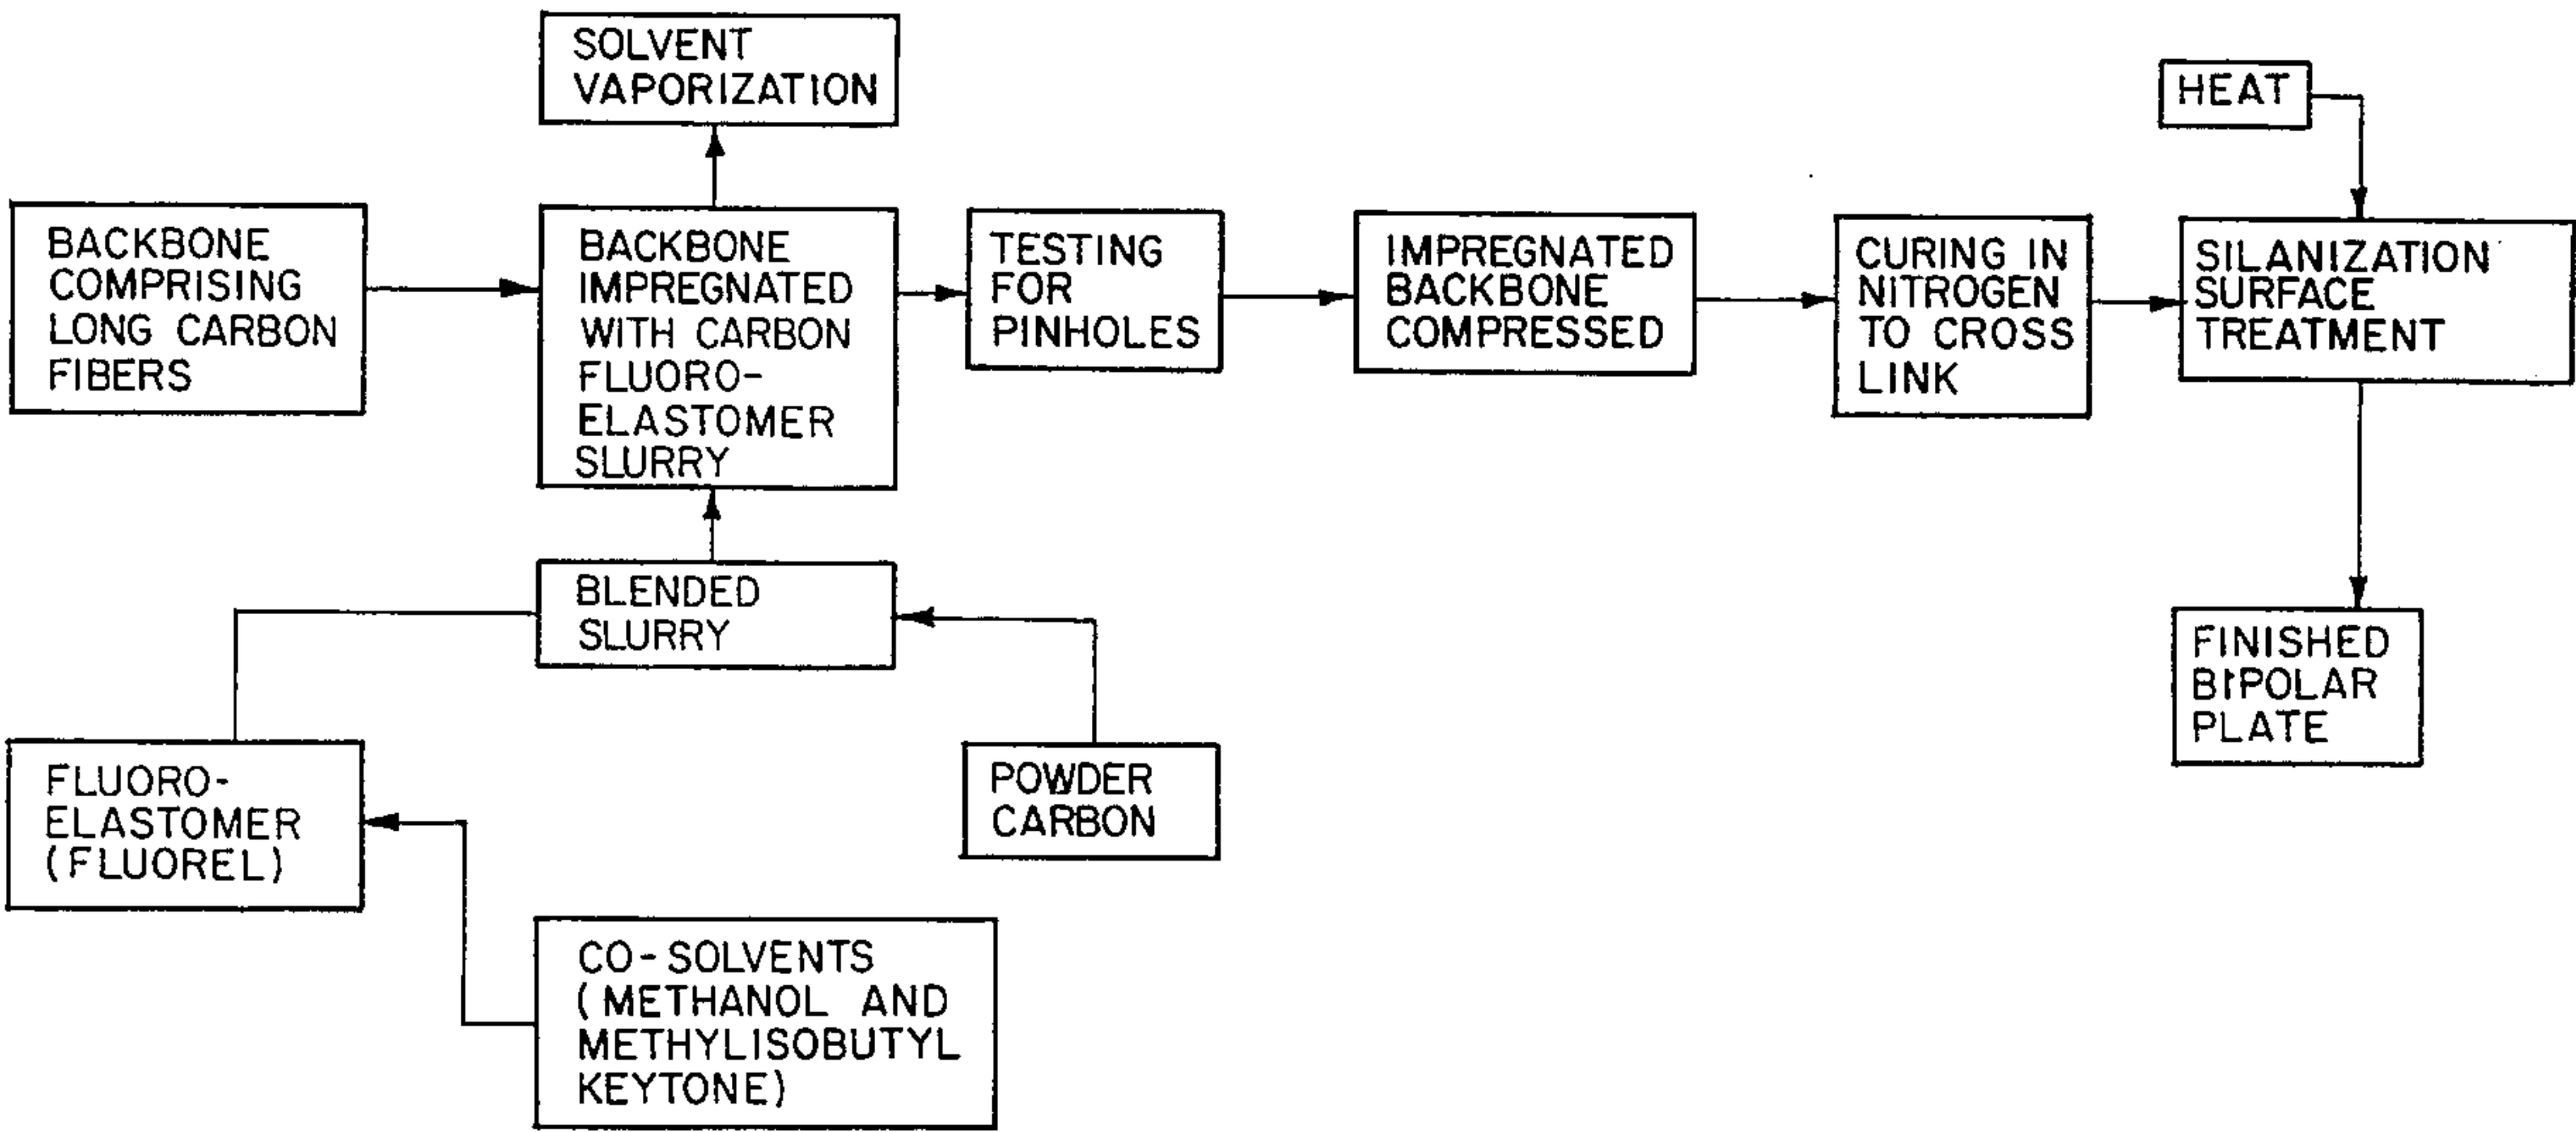 SOLVENT
VAPORIZATION
HEAT
BACKBONE
COMPRISING
LONG CARBON
FIBERS
BACKBONE
IMPREGNATED
WITH CARBON
FLUORO-
ELASTOMER
SLURRY
TESTING
FOR
PINHOLES
IMPREGNATED
BACKBONE
COMPRESSED
CURING IN
NITROGEN
TO CROSS
LINK
SILANIZATION
SURFACE
TREATMENT
BLENDED
SLURRY
FINISHED
BIPOLAR
PLATE
FLUORO-
ELASTOMER
(FLUOREL)
POWDER
CARBON
CO-SOLVENTS
(METHANOL AND
METHYLISOBUTYL
KEYTONE)